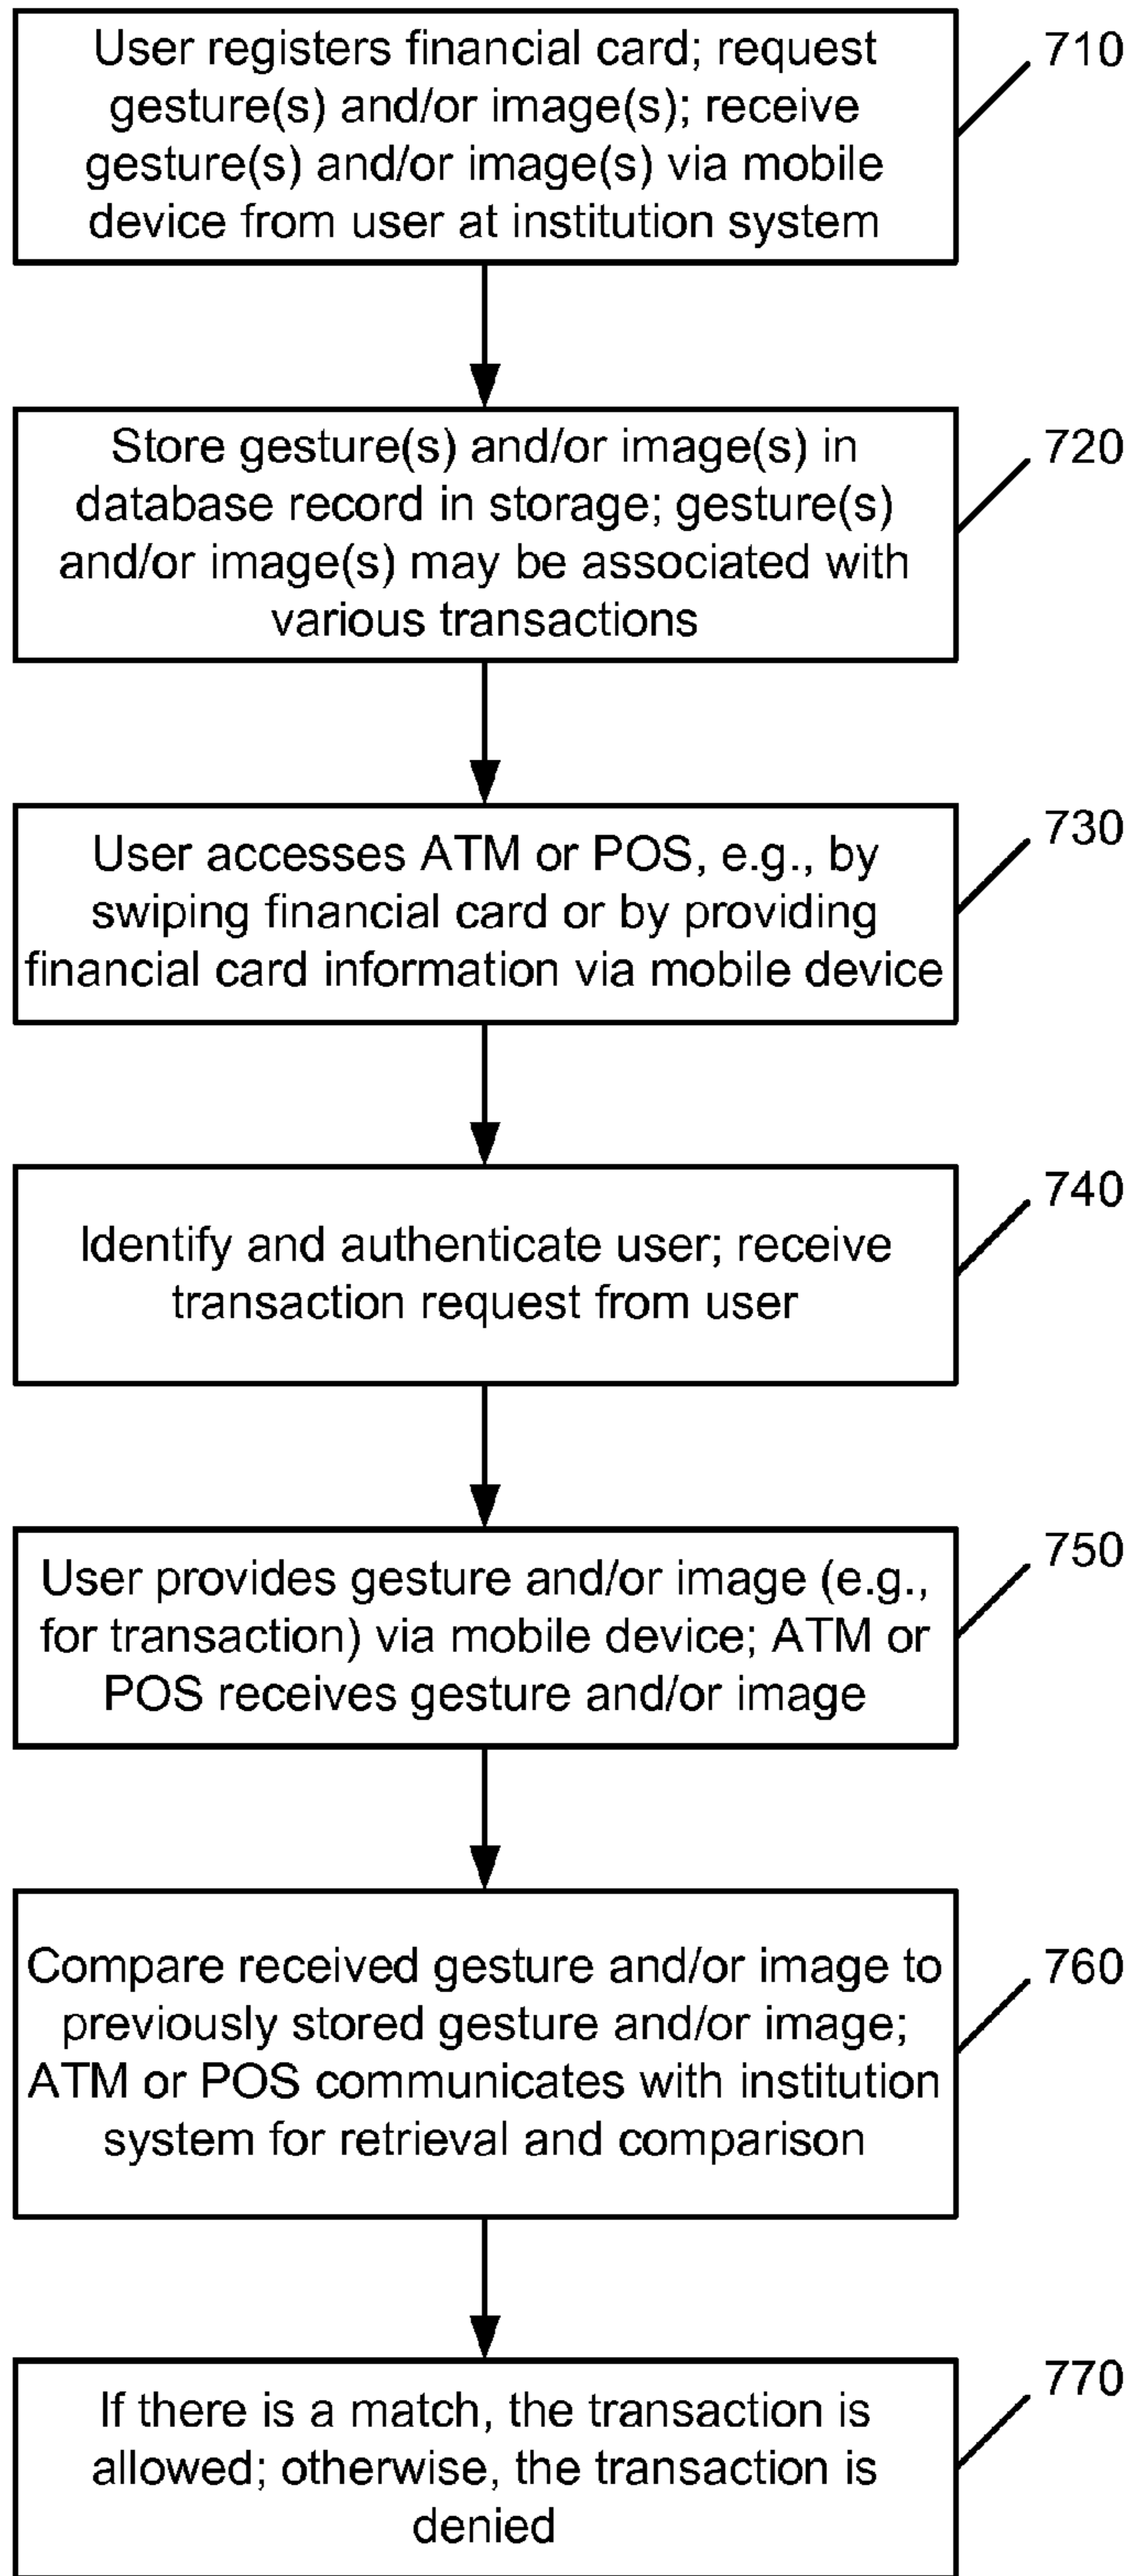 User registers financial card; request
gesture(s) and/or image(s); receive
gesture(s) and/or image(s) via mobile
device from user at institution system
710
Store gesture(s) and/or image(s) in
database record in storage; gesture(s)
and/or image(s) may be associated with
various transactions
720
User accesses ATM or POS, e.g., by
swiping financial card or by providing
financial card information via mobile device
730
Identify and authenticate user; receive
transaction request from user
740
User provides gesture and/or image (e.g.,
for transaction) via mobile device; ATM or
POS receives gesture and/or image
750
Compare received gesture and/or image to
previously stored gesture and/or image;
ATM or POS communicates with institution
system for retrieval and comparison
760
If there is a match, the transaction is
allowed; otherwise, the transaction is
denied
770